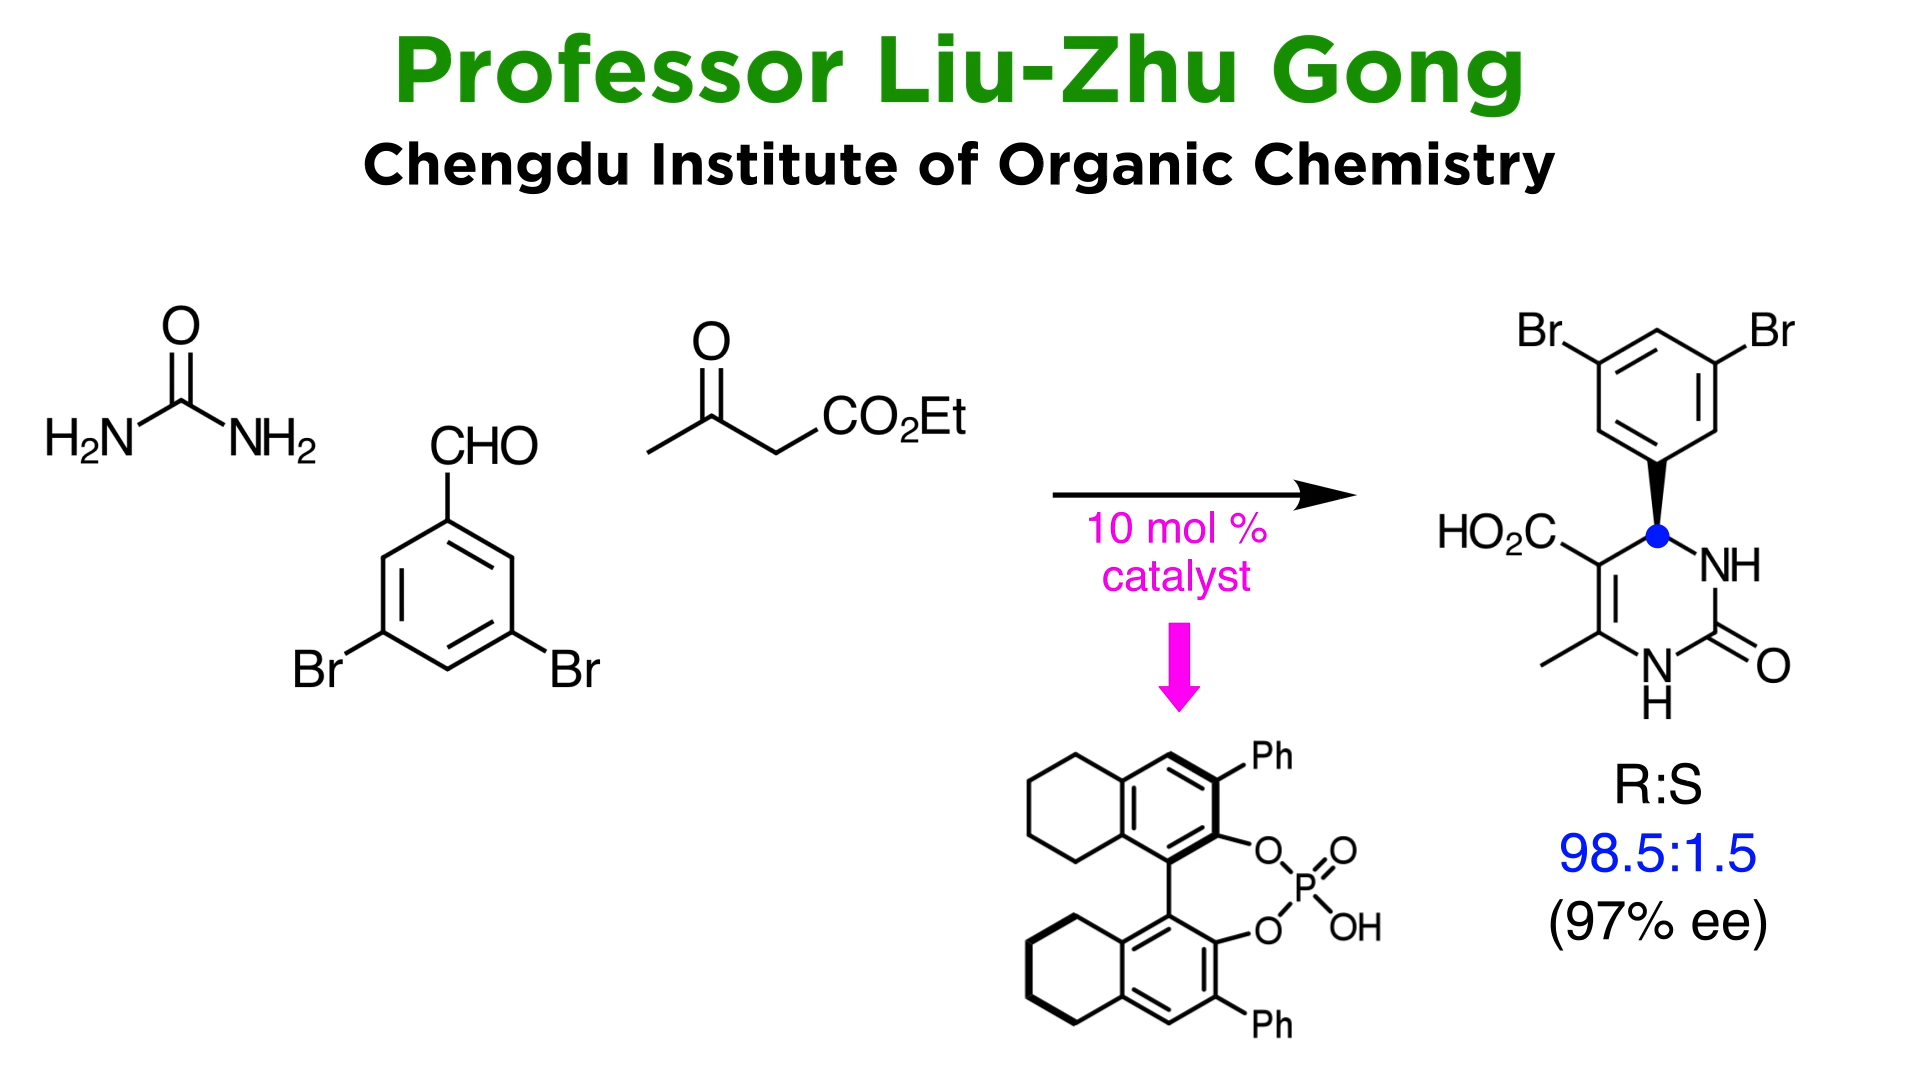 Professor Liu-Zhu Gong
Chengdu Institute of Organic Chemistry
O
H₂N
NH₂
CHO
Br
Br
O
CO₂Et
10 mol %
catalyst
Ph
O
O
P
O
OH
Ph
Br
Br
HO₂C
NH
N
H
O
R:S
98.5:1.5
(97% ee)